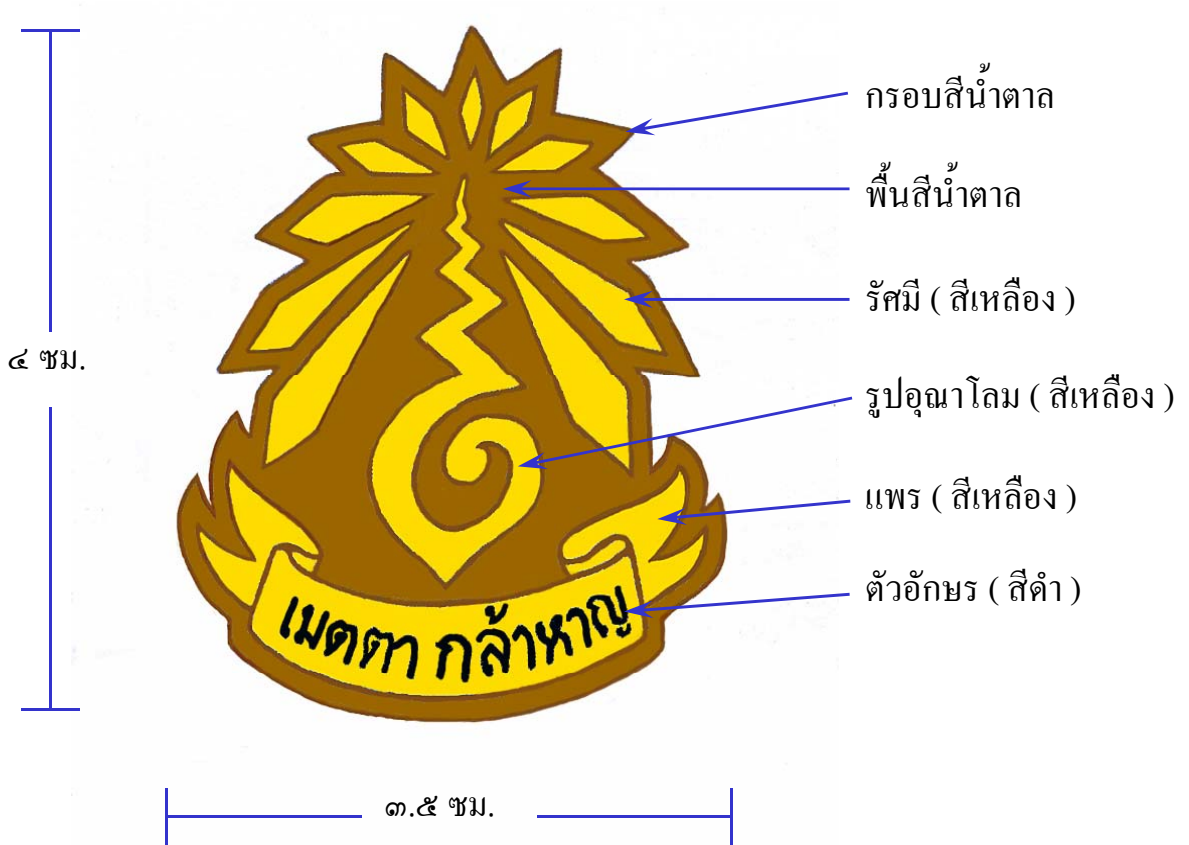 กรอบสีน้ำตาล
พื้นสีน้ำตาล
รัศมี ( สีเหลือง )
๔ ซม.
รูปอุณาโลม ( สีเหลือง )
แพร ( สีเหลือง )
ตัวอักษร ( สีดำ )
เมตตา กล้าหาญ
๓.๕ ซม.